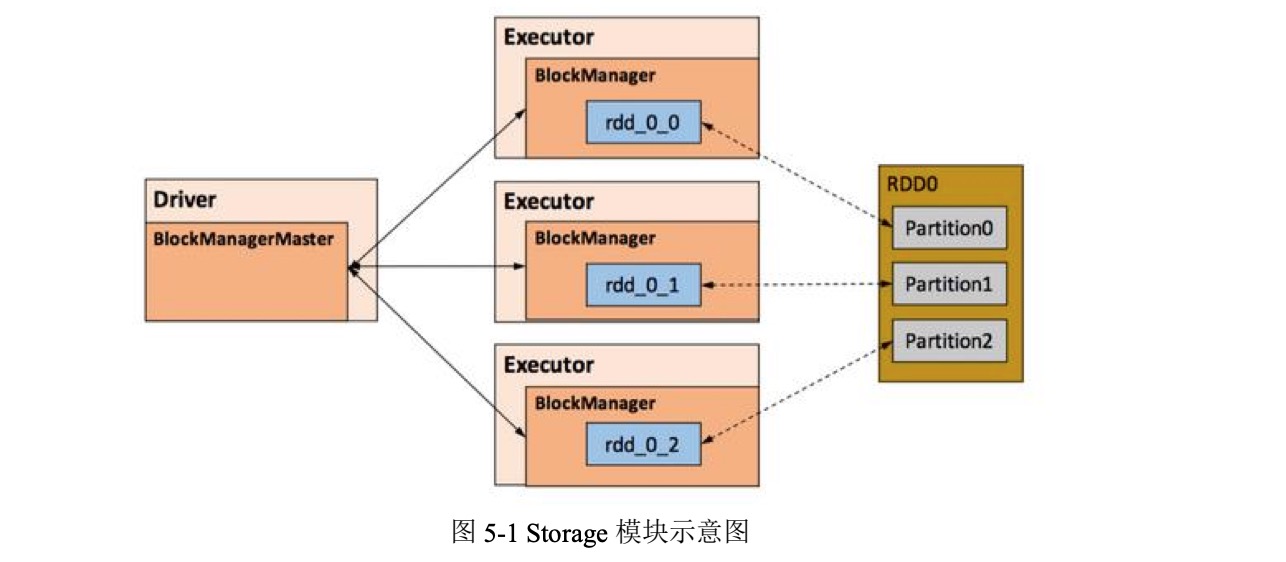 Executor
BlockManager
rdd_0_0
Driver
BlockManagerMaster
Executor
BlockManager
rdd_0_1
Executor
BlockManager
rdd_0_2
RDD0
Partition0
Partition1
Partition2
图 5-1 Storage 模块示意图